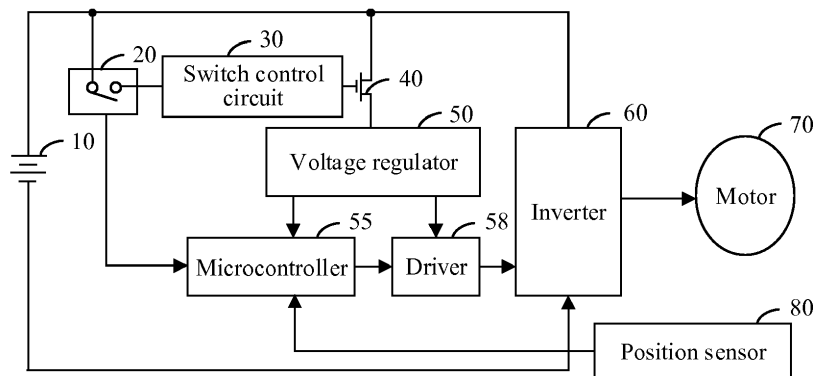 20
30
Switch control
circuit
40
10
50
Voltage regulator
60
70
Motor
Inverter
55
58
Microcontroller
Driver
80
Position sensor